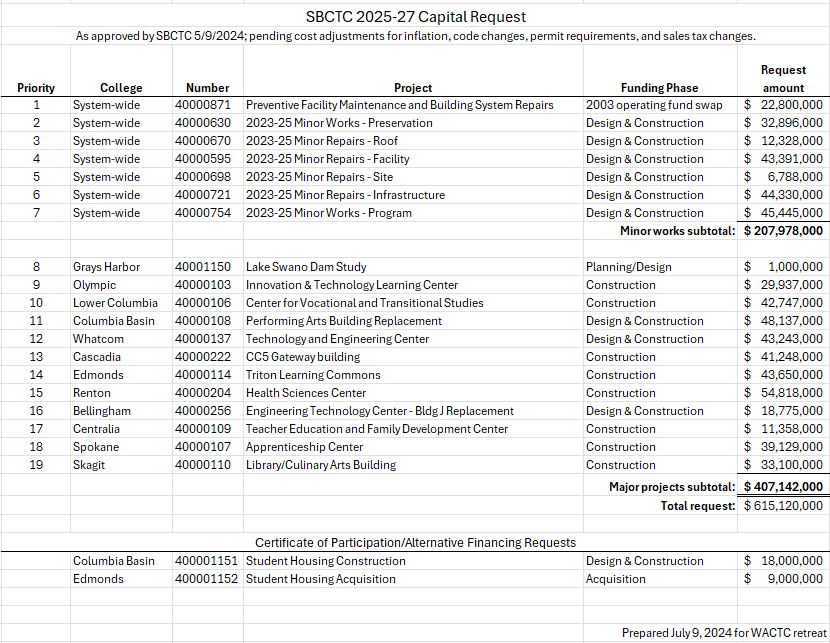 SBCTC 2025-27 Capital Request
As approved by SBCTC 5/9/2024; pending cost adjustments for inflation, code changes, permit requirements, and sales tax changes.
Request
Priority College Number Project Funding Phase amount
1 System-wide 40000871 Preventive Facility Maintenance and Building System Repairs 2003 operating fund swap $ 22,800,000
2 System-wide 40000630 2023-25 Minor Works - Preservation Design & Construction $ 32,896,000
3 System-wide 40000670 2023-25 Minor Repairs - Roof Design & Construction $ 12,328,000
4 System-wide 40000595 2023-25 Minor Repairs - Facility Design & Construction $ 43,391,000
5 System-wide 40000698 2023-25 Minor Repairs - Site Design & Construction $ 6,788,000
6 System-wide 40000721 2023-25 Minor Repairs - Infrastructure Design & Construction $ 44,330,000
7 System-wide 40000754 2023-25 Minor Works - Program Design & Construction $ 45,445,000
Minor works subtotal: $ 207,978,000
8 Grays Harbor 40001150 Lake Swano Dam Study Planning/Design $ 1,000,000
9 Olympic 40000103 Innovation & Technology Learning Center Construction $ 29,937,000
10 Lower Columbia 40000106 Center for Vocational and Transitional Studies Construction $ 42,747,000
11 Columbia Basin 40000108 Performing Arts Building Replacement Design & Construction $ 48,137,000
12 Whatcom 40000137 Technology and Engineering Center Design & Construction $ 43,243,000
13 Cascadia 40000222 CC5 Gateway building Construction $ 41,248,000
14 Edmonds 40000114 Triton Learning Commons Construction $ 43,650,000
15 Renton 40000204 Health Sciences Center Construction $ 54,818,000
16 Bellingham 40000256 Engineering Technology Center - Bldg J Replacement Design & Construction $ 18,775,000
17 Centralia 40000109 Teacher Education and Family Development Center Construction $ 11,358,000
18 Spokane 40000107 Apprenticeship Center Construction $ 39,129,000
19 Skagit 40000110 Library/Culinary Arts Building Construction $ 33,100,000
Major projects subtotal: $ 407,142,000
Total request: $ 615,120,000
Certificate of Participation/Alternative Financing Requests
Columbia Basin 400001151 Student Housing Construction Design & Construction $ 18,000,000
Edmonds 400001152 Student Housing Acquisition Acquisition $ 9,000,000
Prepared July 9, 2024 for WACTC retreat